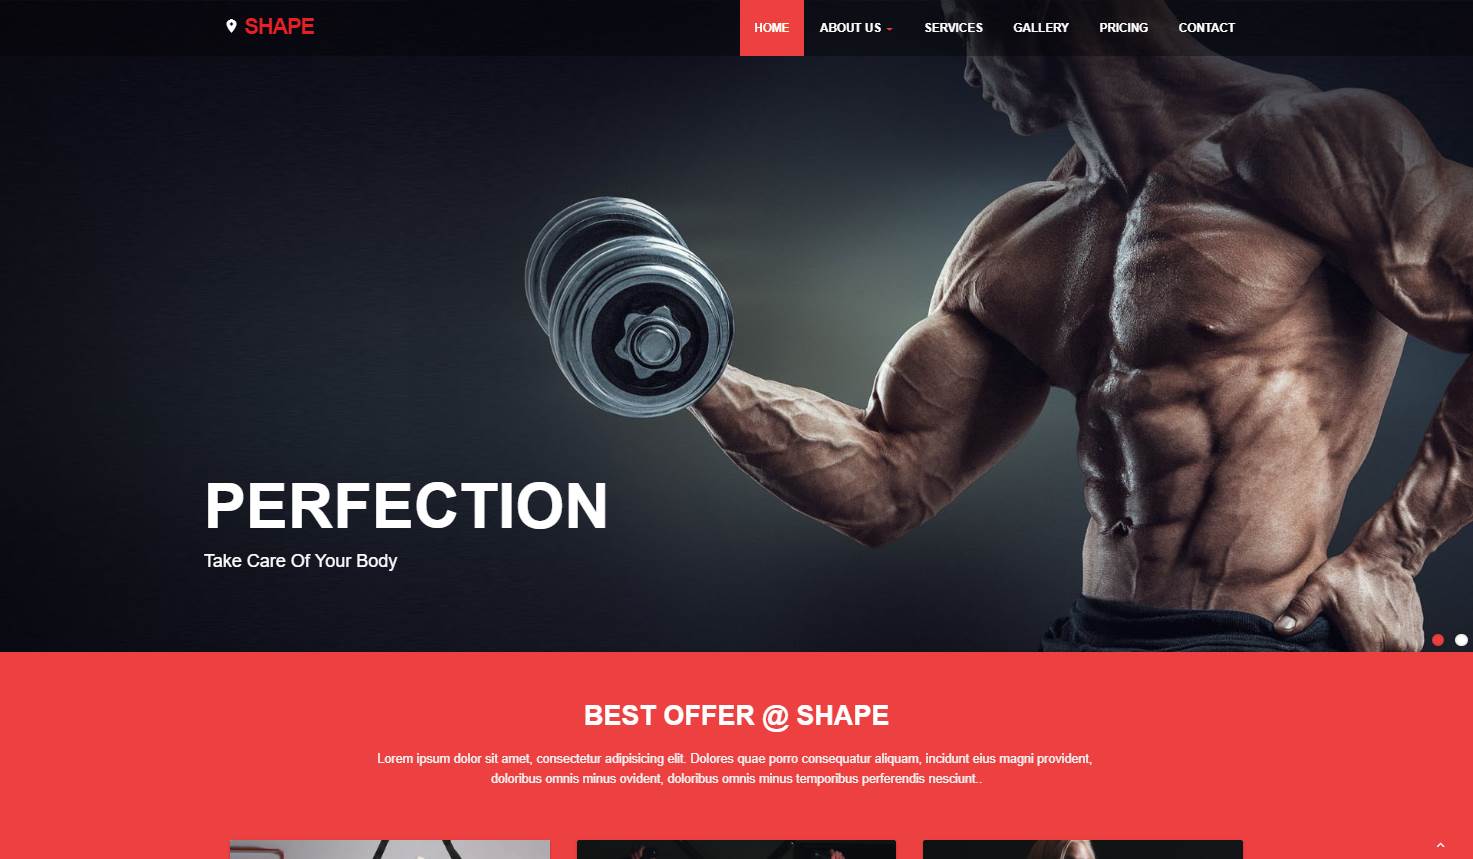 SHAPE
HOME ABOUT US SERVICES GALLERY PRICING CONTACT
PERFECTION
Take Care Of Your Body
BEST OFFER @ SHAPE
Lorem ipsum dolor sit amet, consectetur adipisicing elit. Dolores quae porro consequatur aliquam, incidunt eius magni provident,
doloribus omnis minus ovident, doloribus omnis minus temporibus perferendis nesciunt..